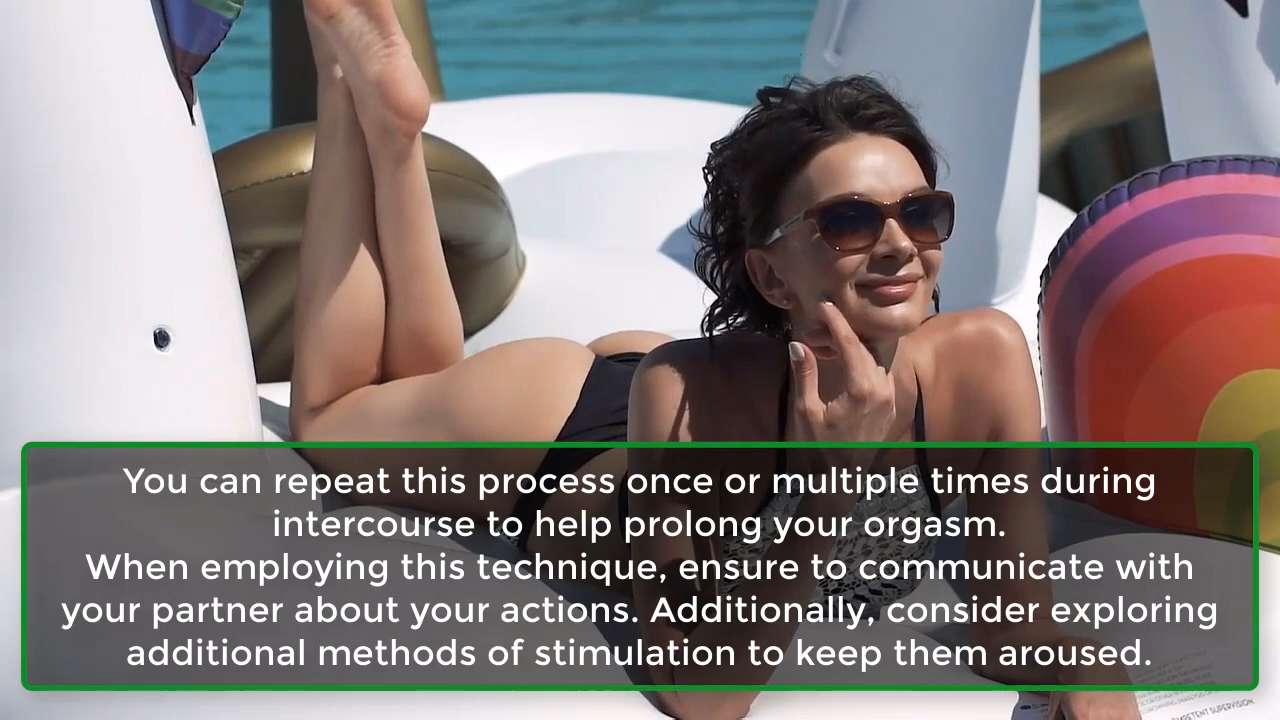 You can repeat this process once or multiple times during
intercourse to help prolong your orgasm.
When employing this technique, ensure to communicate with
your partner about your actions. Additionally, consider exploring
additional methods of stimulation to keep them aroused.
SUPERVISION.